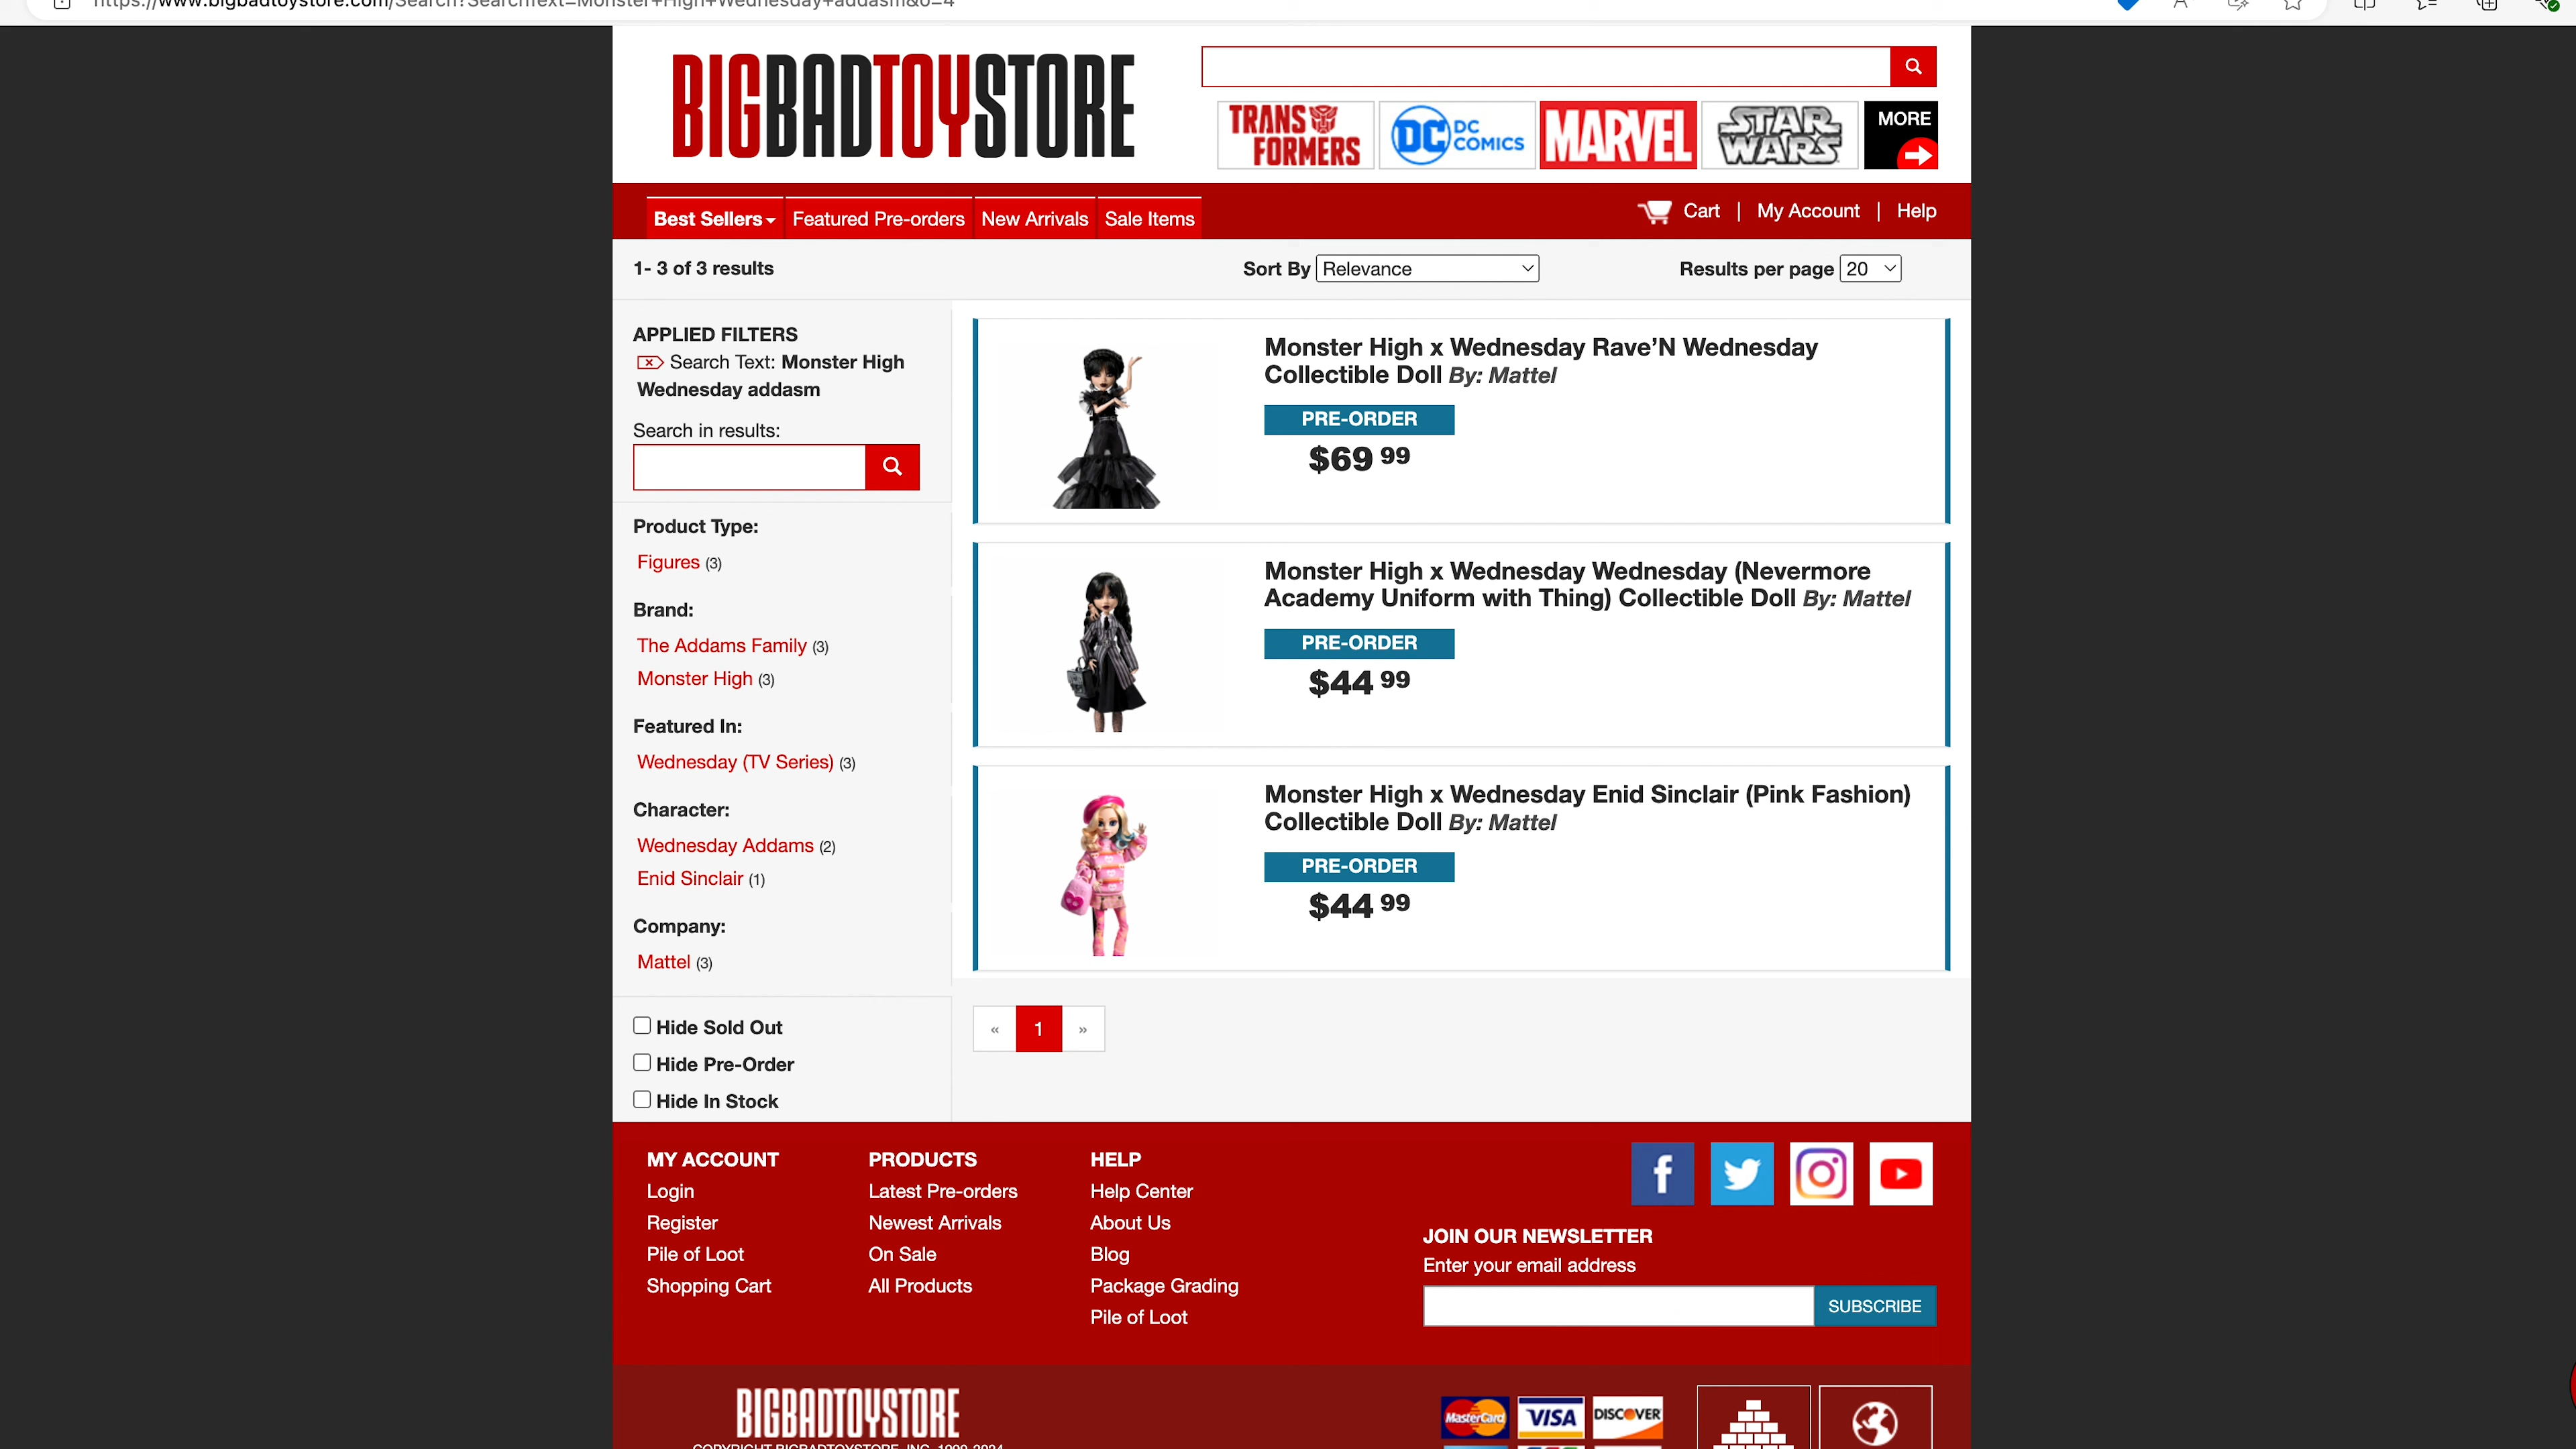 https://www.bigbadtoystore.com/Search?SearchText=Monster+High+Wednesday+addasm&o=4
BIGBADTOYSTORE
TRANSFORMERS
DC DC COMICS
MARVEL
STAR WARS
MORE
Best Sellers
Featured Pre-orders
New Arrivals
Sale Items
Cart | My Account | Help
1- 3 of 3 results
Sort By Relevance
Results per page 20
APPLIED FILTERS
Search Text: Monster High
Wednesday addasm
Search in results:
Product Type:
Figures (3)
Brand:
The Addams Family (3)
Monster High (3)
Featured In:
Wednesday (TV Series) (3)
Character:
Wednesday Addams (2)
Enid Sinclair (1)
Company:
Mattel (3)
Hide Sold Out
Hide Pre-Order
Hide In Stock
Monster High x Wednesday Rave’N Wednesday
Collectible Doll By: Mattel
PRE-ORDER
$69 99
Monster High x Wednesday Wednesday (Nevermore
Academy Uniform with Thing) Collectible Doll By: Mattel
PRE-ORDER
$44 99
Monster High x Wednesday Enid Sinclair (Pink Fashion)
Collectible Doll By: Mattel
PRE-ORDER
$44 99
« 1 »
MY ACCOUNT
Login
Register
Pile of Loot
Shopping Cart
PRODUCTS
Latest Pre-orders
Newest Arrivals
On Sale
All Products
HELP
Help Center
About Us
Blog
Package Grading
Pile of Loot
JOIN OUR NEWSLETTER
Enter your email address
SUBSCRIBE
BIGBADTOYSTORE
COPYRIGHT BIGBADTOYSTORE, INC. 1999-2024
MasterCard
VISA
DISCOVER